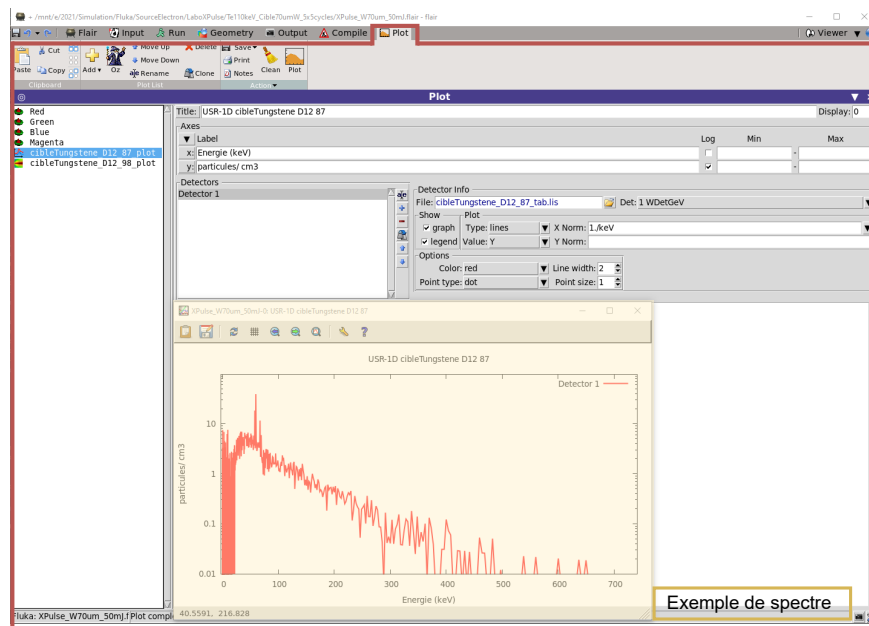 + /mnt/e/2021/Simulation/Fluka/SourceElectron/LaboXPulse/Te110keV_Cible70umW_5x5cycles/XPulse_W70um_50mJ.flair - flair
Flair Input Run Geometry Output Compile Plot Viewer
Cut Move Up Delete Save
Paste Copy Add Oz Move Down Print Clean Plot
Rename Clone Notes
Clipboard Plot List Action
Plot
Red
Green
Blue
Magenta
cibleTungstene_D12_87_plot
cibleTungstene_D12_98_plot
Title: USR-1D cibleTungstene D12 87 Display: 0
Axes
Label Log Min Max
x: Energie (keV) -
y: particules/ cm3 -
Detectors
Detector 1
Detector Info
File: cibleTungstene_D12_87_tab.lis Det: 1 WDetGeV
Show Plot
graph Type: lines X Norm: 1./keV
legend Value: Y Y Norm:
Options
Color: red Line width: 2
Point type: dot Point size: 1
XPulse_W70um_50mJ-0: USR-1D cibleTungstene D12 87
USR-1D cibleTungstene D12 87
Detector 1
10
1
0.1
0.01
particules/ cm3
0 100 200 300 400 500 600 700
Energie (keV)
40.5591, 216.828
Exemple de spectre
Fluka: XPulse_W70um_50mJ.f Plot compl